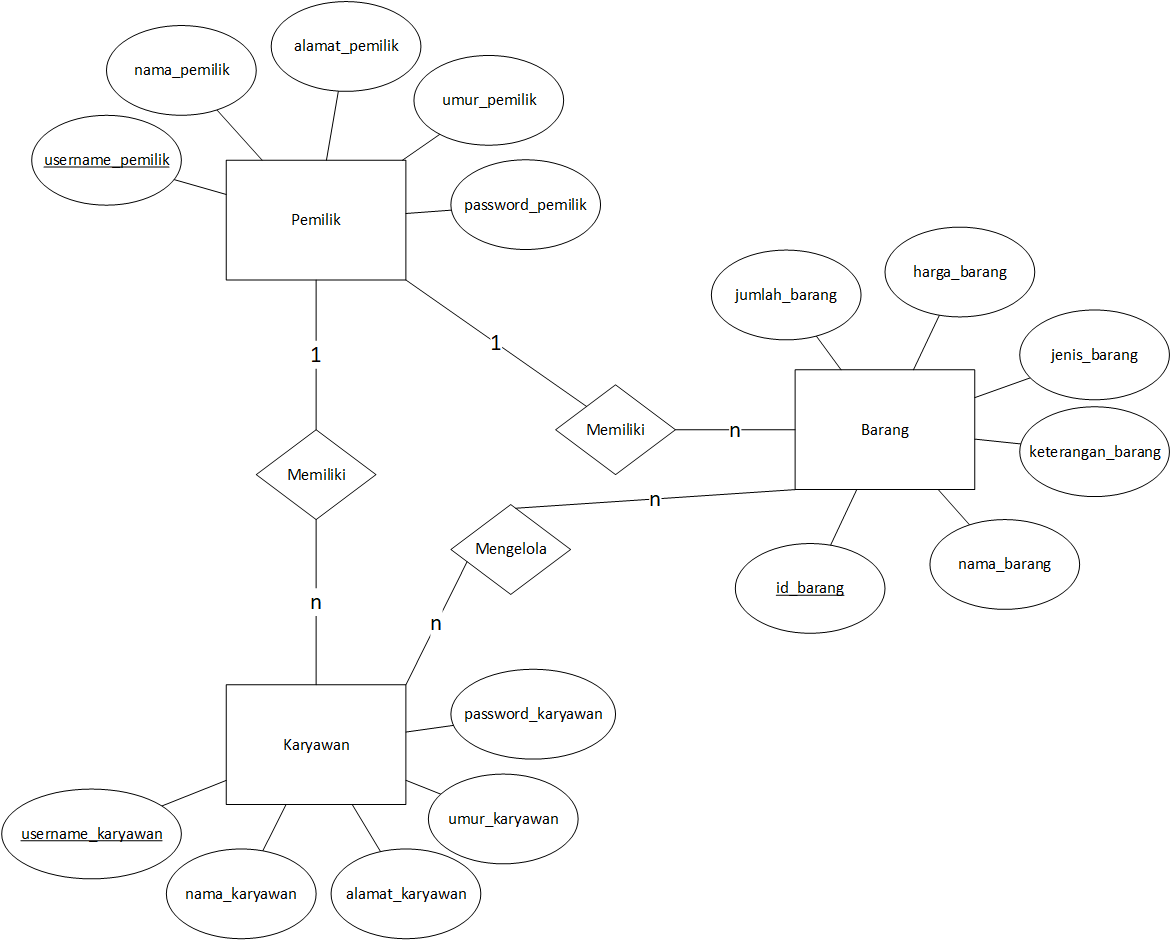 alamat_pemilik
nama_pemilik
umur_pemilik
username_pemilik
password_pemilik
Pemilik
harga_barang
jumlah_barang
1
1
jenis_barang
Memiliki
n
Barang
keterangan_barang
Memiliki
n
Mengelola
nama_barang
id_barang
n
n
password_karyawan
Karyawan
umur_karyawan
username_karyawan
nama_karyawan
alamat_karyawan